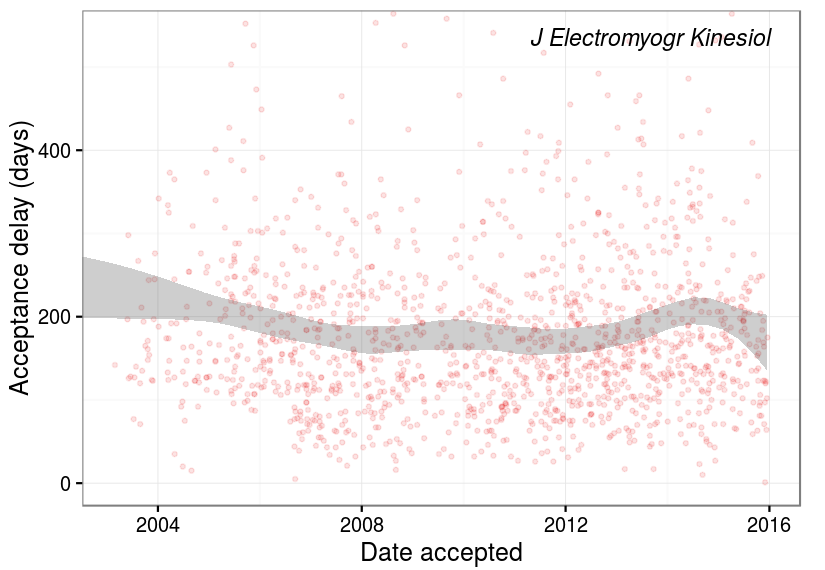 J Electromyogr Kinesiol
Acceptance delay (days)
400
200
0
2004 2008 2012 2016
Date accepted